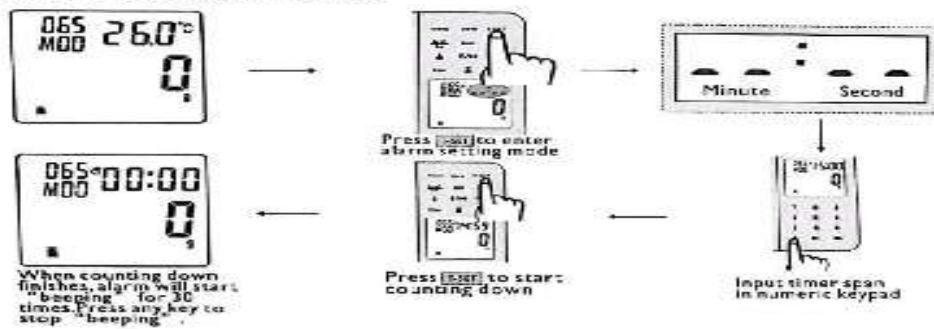 065 26.0°C
M00
0
g
Press T-SET to enter
alarm setting mode
Minute Second
Input timer span
in numeric keypad
Press T-SET to start
counting down
065 00:00
M00
0
g
When counting down
finishes, alarm will start
"beeping" for 30
times. Press any key to
stop "beeping".